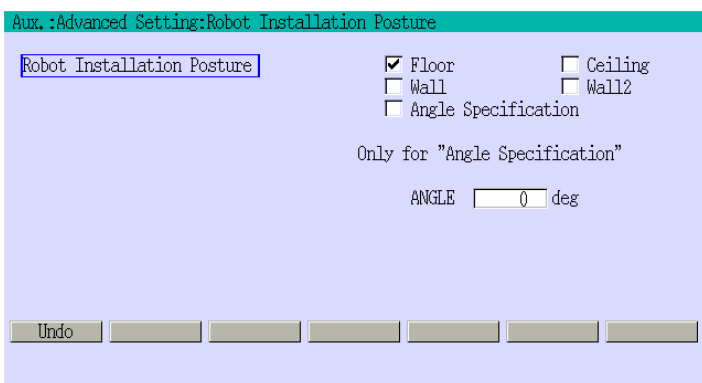 Aux.:Advanced Setting:Robot Installation Posture
Robot Installation Posture
Floor Ceiling
Wall Wall2
Angle Specification
Only for "Angle Specification"
ANGLE 0 deg
Undo